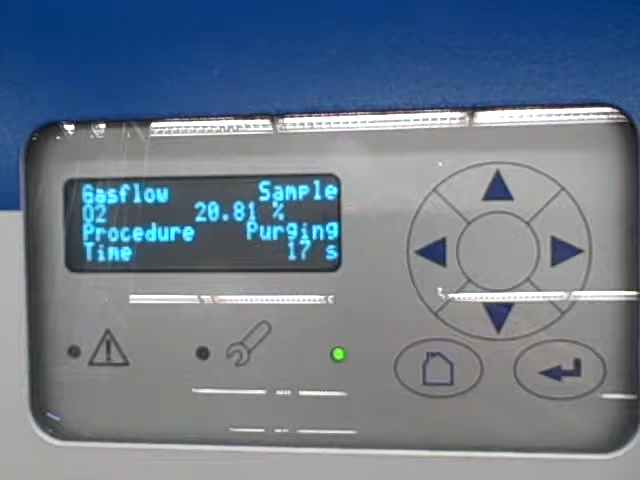 Gasflow Sample
O2 20.81 %
Procedure Purging
Time 17 s